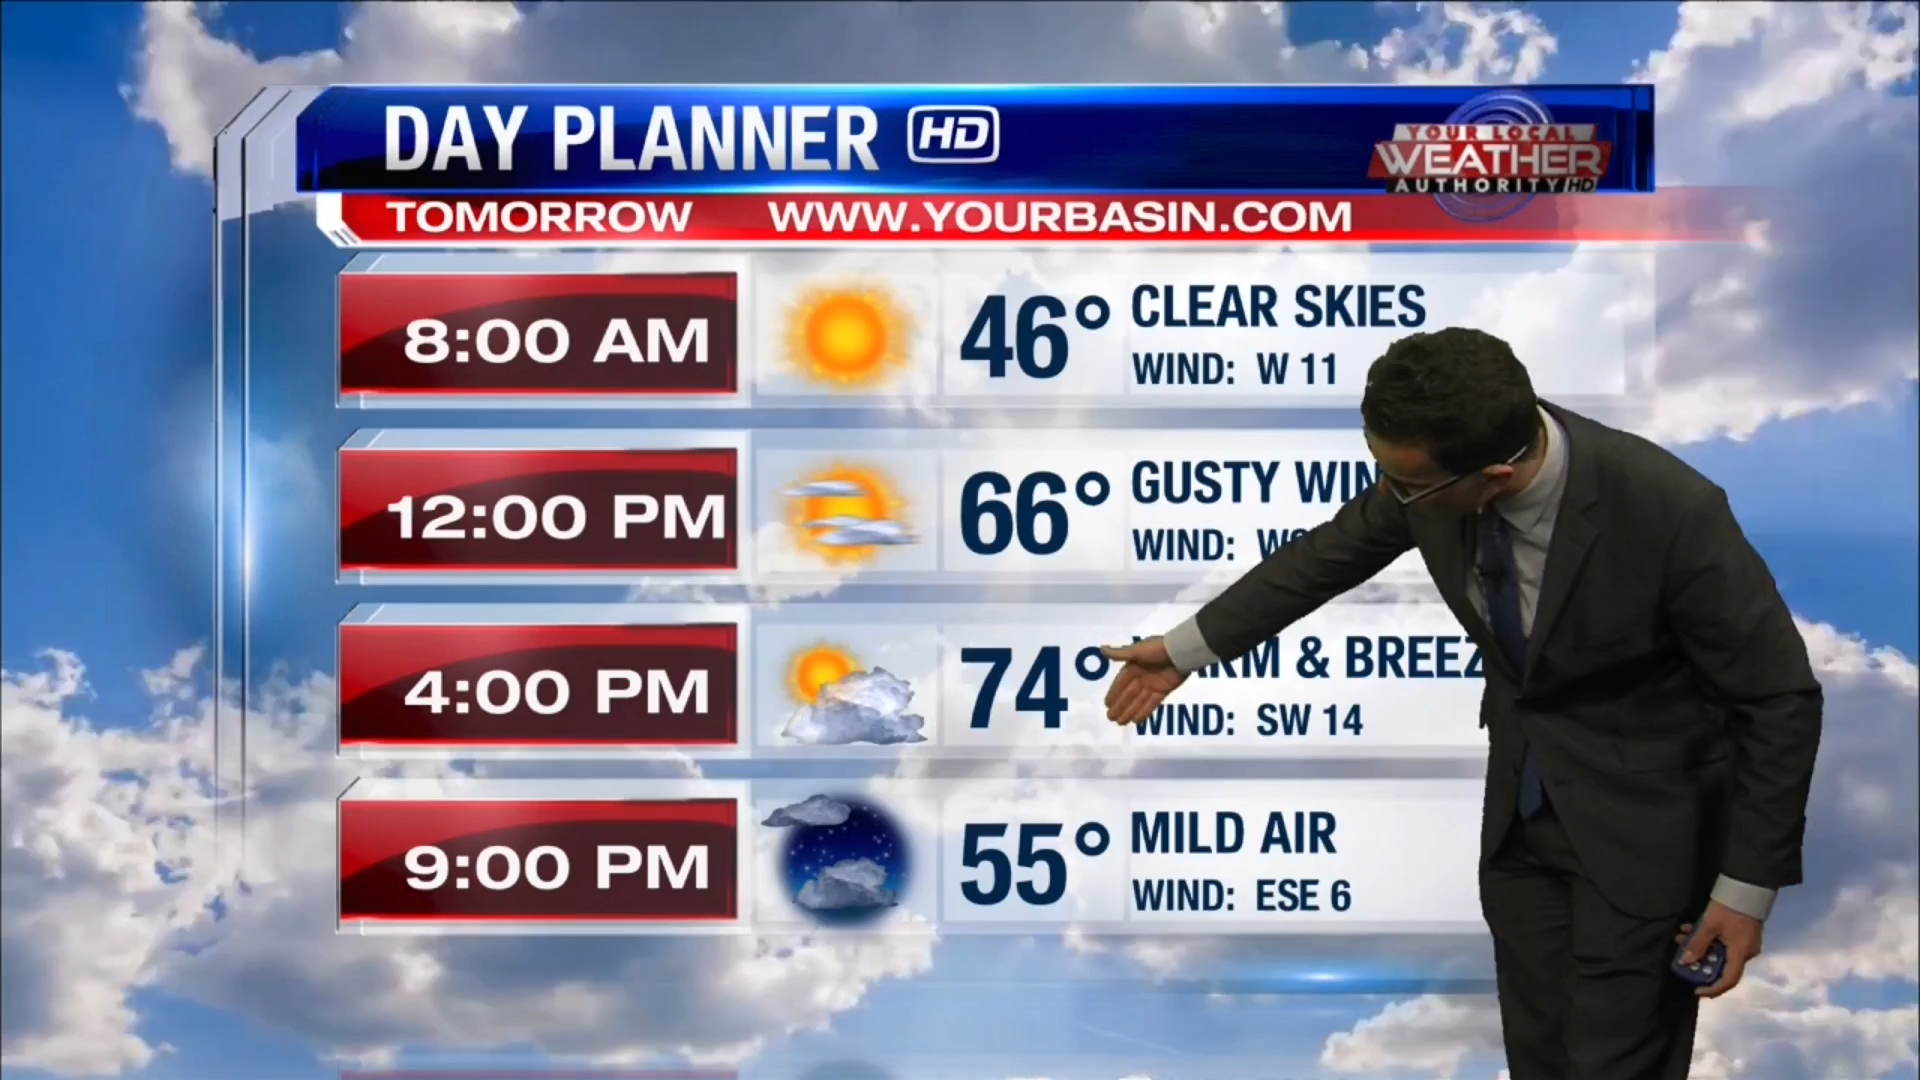 DAY PLANNER HD
YOUR LOCAL
WEATHER
AUTHORITY HD
TOMORROW WWW.YOURBASIN.COM
8:00 AM 46° CLEAR SKIES
WIND: W 11
12:00 PM 66° GUSTY
WIND:
4:00 PM 74° & 
WIND: SW 14
9:00 PM 55° MILD AIR
WIND: ESE 6